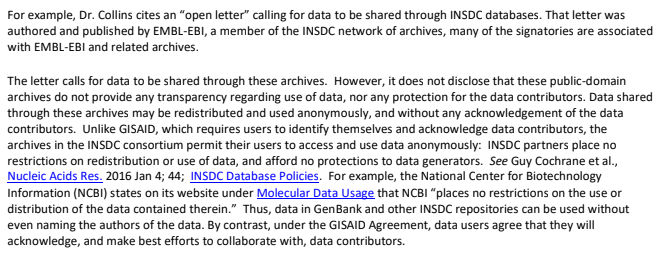 For example, Dr. Collins cites an “open letter” calling for data to be shared through INSDC databases. That letter was
authored and published by EMBL-EBI, a member of the INSDC network of archives, many of the signatories are associated
with EMBL-EBI and related archives.
The letter calls for data to be shared through these archives.  However, it does not disclose that these public-domain
archives do not provide any transparency regarding use of data, nor any protection for the data contributors. Data shared
through these archives may be redistributed and used anonymously, and without any acknowledgement of the data
contributors.  Unlike GISAID, which requires users to identify themselves and acknowledge data contributors, the
archives in the INSDC consortium permit their users to access and use data anonymously:  INSDC partners place no
restrictions on redistribution or use of data, and afford no protections to data generators.  See Guy Cochrane et al.,
Nucleic Acids Res. 2016 Jan 4; 44;  INSDC Database Policies.  For example, the National Center for Biotechnology
Information (NCBI) states on its website under Molecular Data Usage that NCBI “places no restrictions on the use or
distribution of the data contained therein.”  Thus, data in GenBank and other INSDC repositories can be used without
even naming the authors of the data. By contrast, under the GISAID Agreement, data users agree that they will
acknowledge, and make best efforts to collaborate with, data contributors.